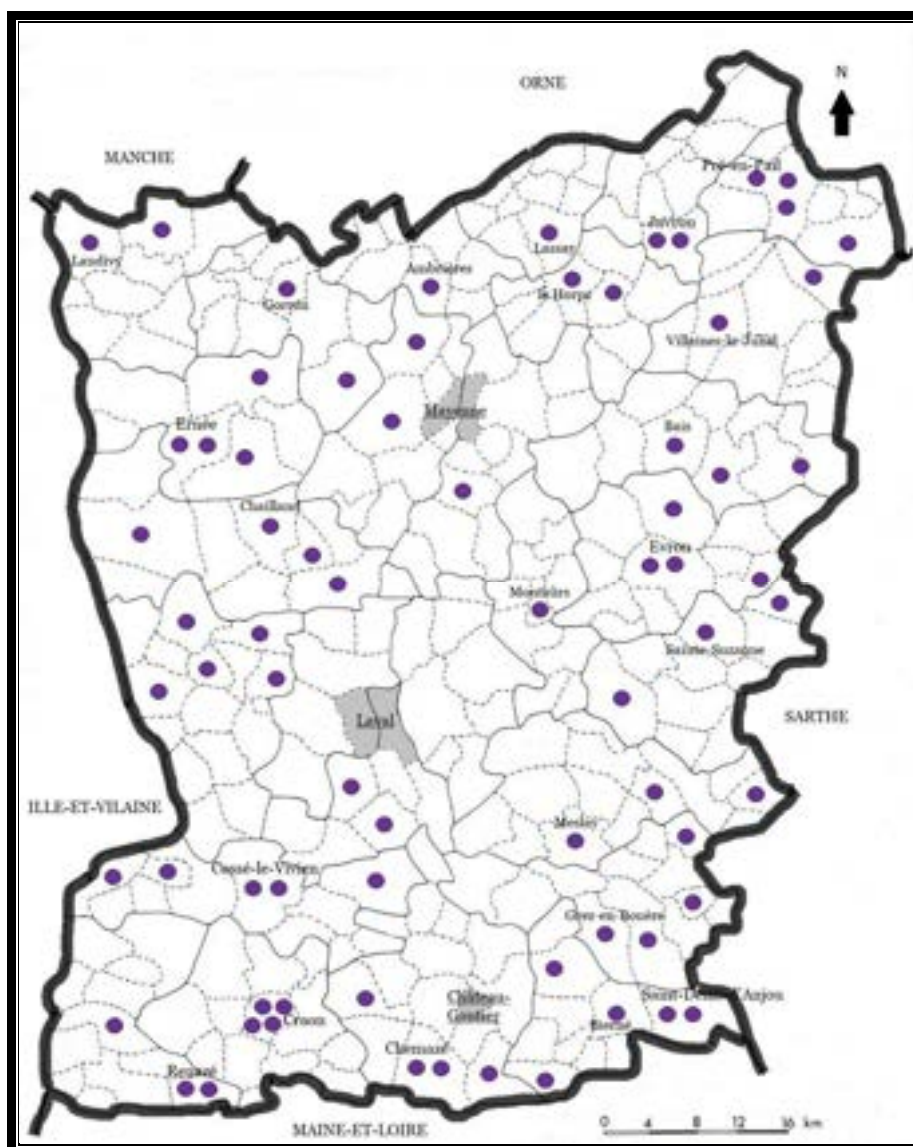 ORNE
N
MANCHE
Pré-en-Pail
Landivy
Lassay
Javron
Ambrières
le Horps
Gorron
Villaines-la-Juhel
Mayenne
Ernée
Bais
Chailland
Evron
Montsûrs
Sainte-Suzanne
Laval
SARTHE
ILLE-ET-VILAINE
Meslay
Cossé-le-Vivien
Grez-en-Bouère
Saint-Denis-d'Anjou
Château-
Gontier
Craon
Bierné
Chemazé
Renazé
MAINE-ET-LOIRE
0 4 8 12 16 km